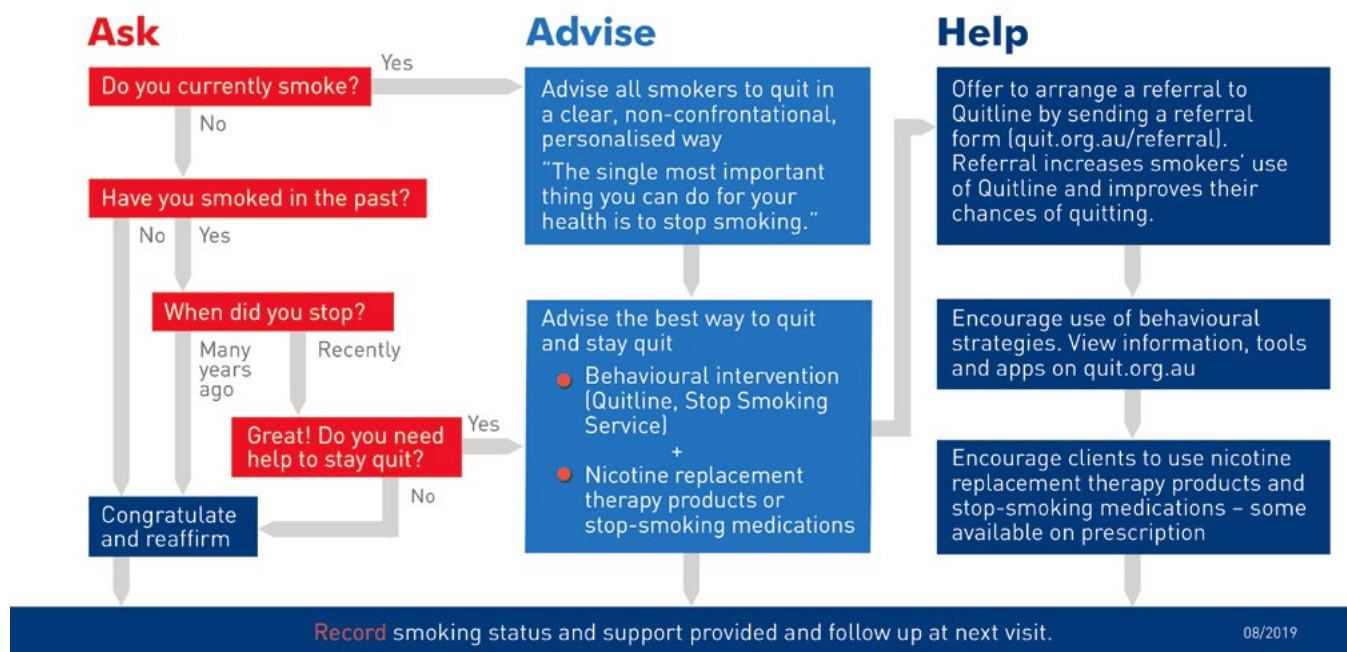 Ask
Do you currently smoke?
Yes
No
Have you smoked in the past?
No
Yes
When did you stop?
Many
years
ago
Recently
Great! Do you need
help to stay quit?
Yes
No
Congratulate
and reaffirm
Advise
Advise all smokers to quit in
a clear, non-confrontational,
personalised way
“The single most important
thing you can do for your
health is to stop smoking.”
Advise the best way to quit
and stay quit
Behavioural intervention
(Quitline, Stop Smoking
Service)
+
Nicotine replacement
therapy products or
stop-smoking medications
Help
Offer to arrange a referral to
Quitline by sending a referral
form (quit.org.au/referral).
Referral increases smokers’ use
of Quitline and improves their
chances of quitting.
Encourage use of behavioural
strategies. View information, tools
and apps on quit.org.au
Encourage clients to use nicotine
replacement therapy products and
stop-smoking medications – some
available on prescription
Record smoking status and support provided and follow up at next visit.
08/2019